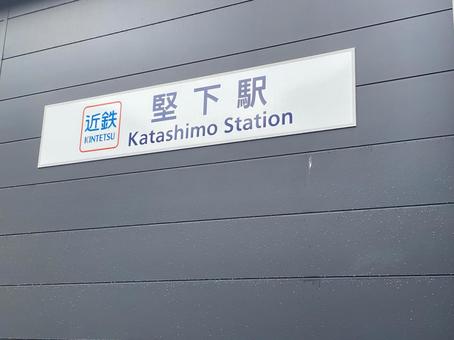 近鉄
KINTETSU
堅下駅
Katashimo Station